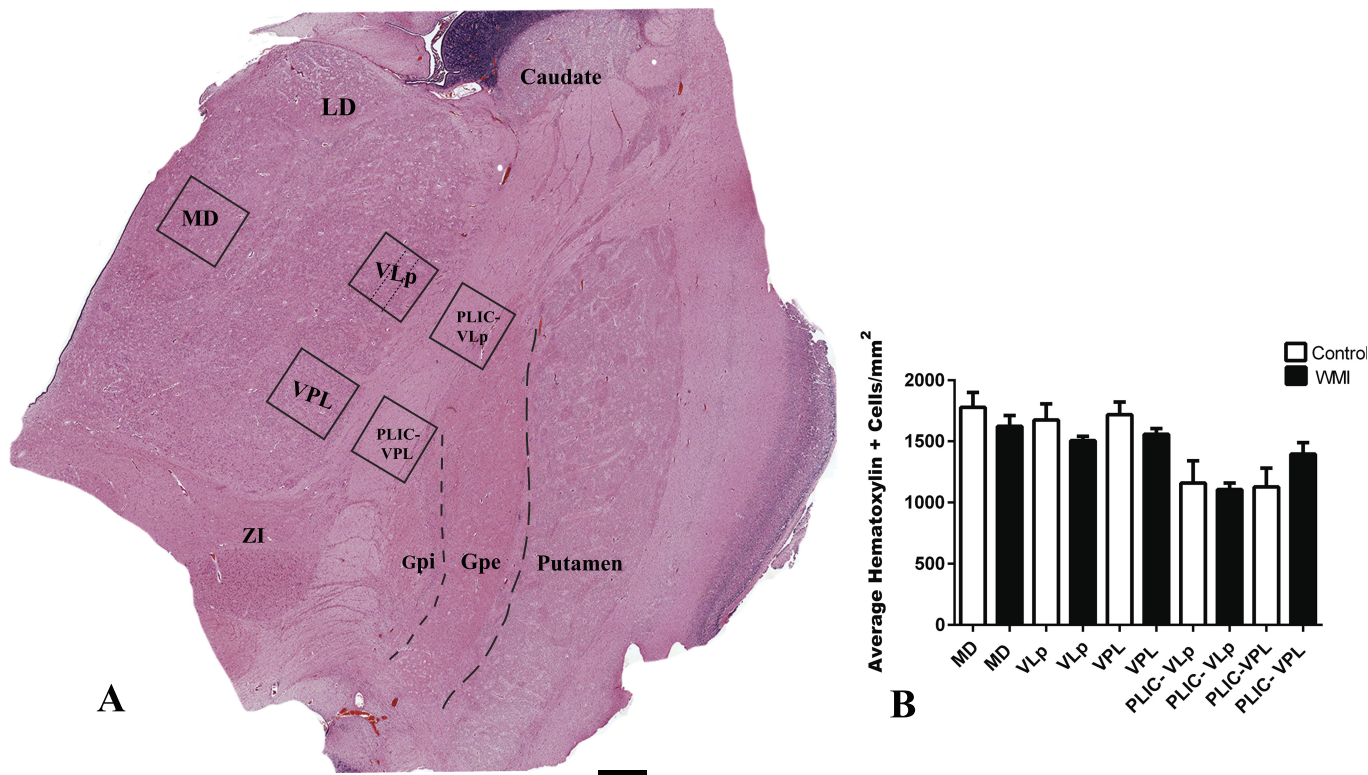 Caudate
LD
MD
VLp
PLIC-
VLp
VPL
PLIC-
VPL
ZI
Gpi
Gpe
Putamen
A
Control
WMI
Average Hematoxylin + Cells/mm²
2000
1500
1000
500
0
MD
MD
VLp
VLp
VPL
VPL
PLIC- VLp
PLIC- VLp
PLIC-VPL
PLIC- VPL
B